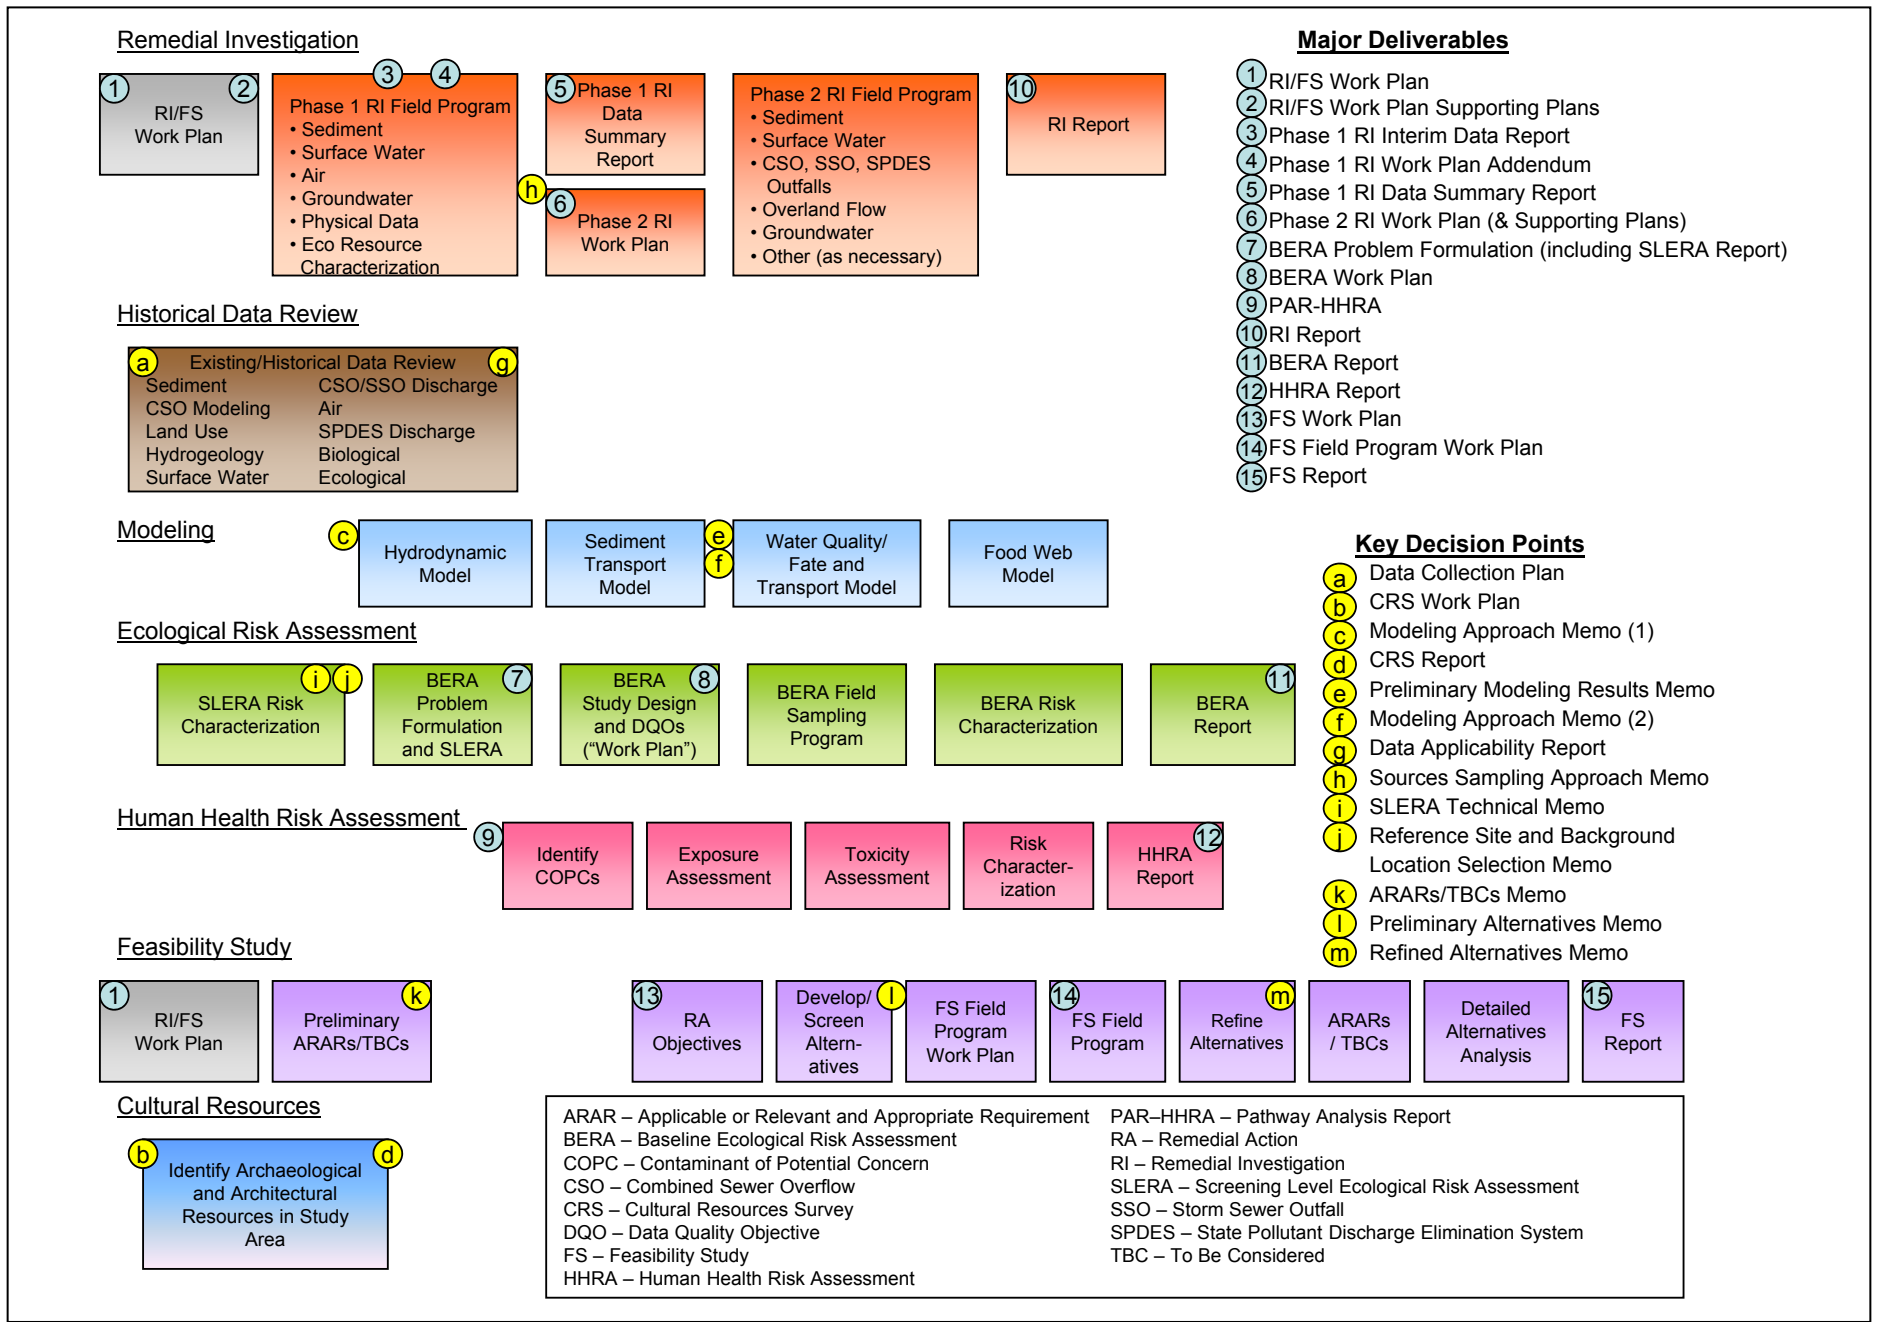 Remedial Investigation
1
2
RI/FS
Work Plan
3
4
Phase 1 RI Field Program
• Sediment
• Surface Water
• Air
• Groundwater
• Physical Data
• Eco Resource
Characterization
5
Phase 1 RI
Data
Summary
Report
h
6
Phase 2 RI
Work Plan
Phase 2 RI Field Program
• Sediment
• Surface Water
• CSO, SSO, SPDES
Outfalls
• Overland Flow
• Groundwater
• Other (as necessary)
10
RI Report
Major Deliverables
1 RI/FS Work Plan
2 RI/FS Work Plan Supporting Plans
3 Phase 1 RI Interim Data Report
4 Phase 1 RI Work Plan Addendum
5 Phase 1 RI Data Summary Report
6 Phase 2 RI Work Plan (& Supporting Plans)
7 BERA Problem Formulation (including SLERA Report)
8 BERA Work Plan
9 PAR-HHRA
10 RI Report
11 BERA Report
12 HHRA Report
13 FS Work Plan
14 FS Field Program Work Plan
15 FS Report
Historical Data Review
a Existing/Historical Data Review g
Sediment CSO/SSO Discharge
CSO Modeling Air
Land Use SPDES Discharge
Hydrogeology Biological
Surface Water Ecological
Modeling
c
Hydrodynamic
Model
Sediment
Transport
Model
e
f
Water Quality/
Fate and
Transport Model
Food Web
Model
Key Decision Points
a Data Collection Plan
b CRS Work Plan
c Modeling Approach Memo (1)
d CRS Report
e Preliminary Modeling Results Memo
f Modeling Approach Memo (2)
g Data Applicability Report
h Sources Sampling Approach Memo
i SLERA Technical Memo
j Reference Site and Background
Location Selection Memo
k ARARs/TBCs Memo
l Preliminary Alternatives Memo
m Refined Alternatives Memo
Ecological Risk Assessment
i j
SLERA Risk
Characterization
7
BERA
Problem
Formulation
and SLERA
8
BERA
Study Design
and DQOs
(“Work Plan”)
BERA Field
Sampling
Program
BERA Risk
Characterization
11
BERA
Report
Human Health Risk Assessment
9
Identify
COPCs
Exposure
Assessment
Toxicity
Assessment
Risk
Character-
ization
12
HHRA
Report
Feasibility Study
1
RI/FS
Work Plan
k
Preliminary
ARARs/TBCs
13
RA
Objectives
Develop/
Screen
Altern-
atives
l
FS Field
Program
Work Plan
14
FS Field
Program
m
Refine
Alternatives
ARARs
/ TBCs
Detailed
Alternatives
Analysis
15
FS
Report
Cultural Resources
b
d
Identify Archaeological
and Architectural
Resources in Study
Area
ARAR – Applicable or Relevant and Appropriate Requirement
BERA – Baseline Ecological Risk Assessment
COPC – Contaminant of Potential Concern
CSO – Combined Sewer Overflow
CRS – Cultural Resources Survey
DQO – Data Quality Objective
FS – Feasibility Study
HHRA – Human Health Risk Assessment
PAR–HHRA – Pathway Analysis Report
RA – Remedial Action
RI – Remedial Investigation
SLERA – Screening Level Ecological Risk Assessment
SSO – Storm Sewer Outfall
SPDES – State Pollutant Discharge Elimination System
TBC – To Be Considered